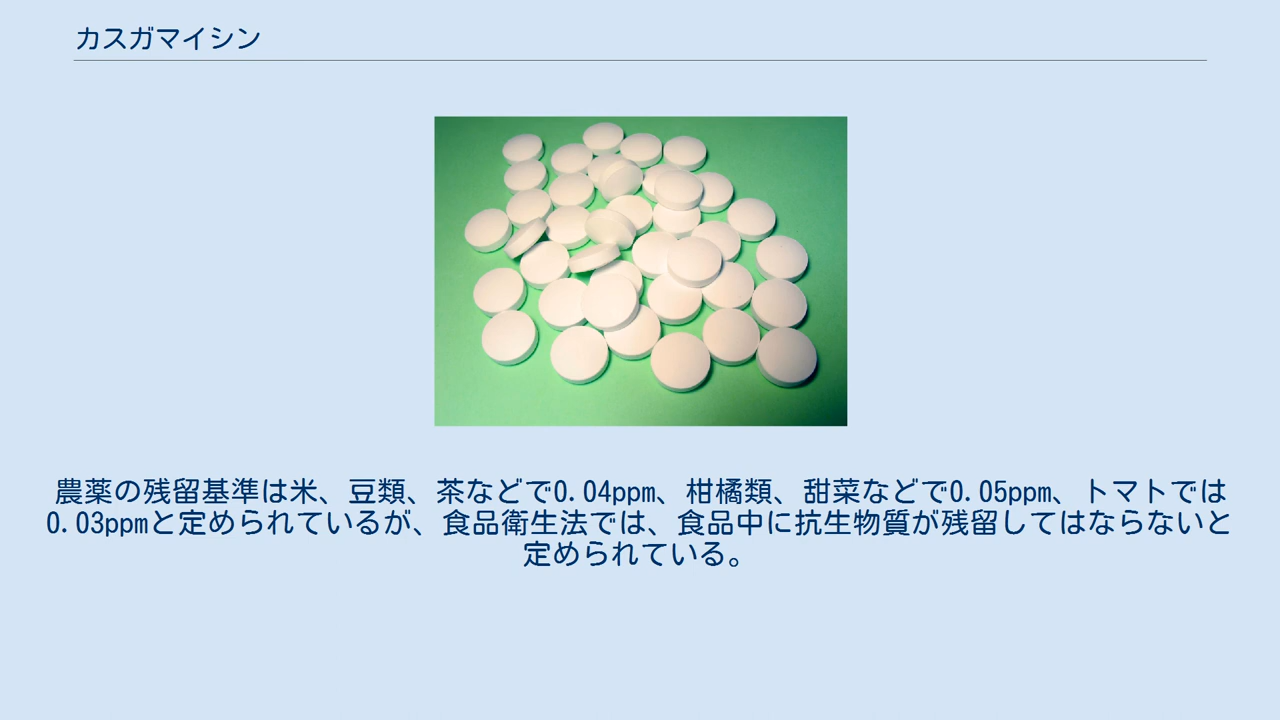 カスガマイシン
農薬の残留基準は米、豆類、茶などで0.04ppm、柑橘類、甜菜などで0.05ppm、トマトでは
0.03ppmと定められているが、食品衛生法では、食品中に抗生物質が残留してはならないと
定められている。